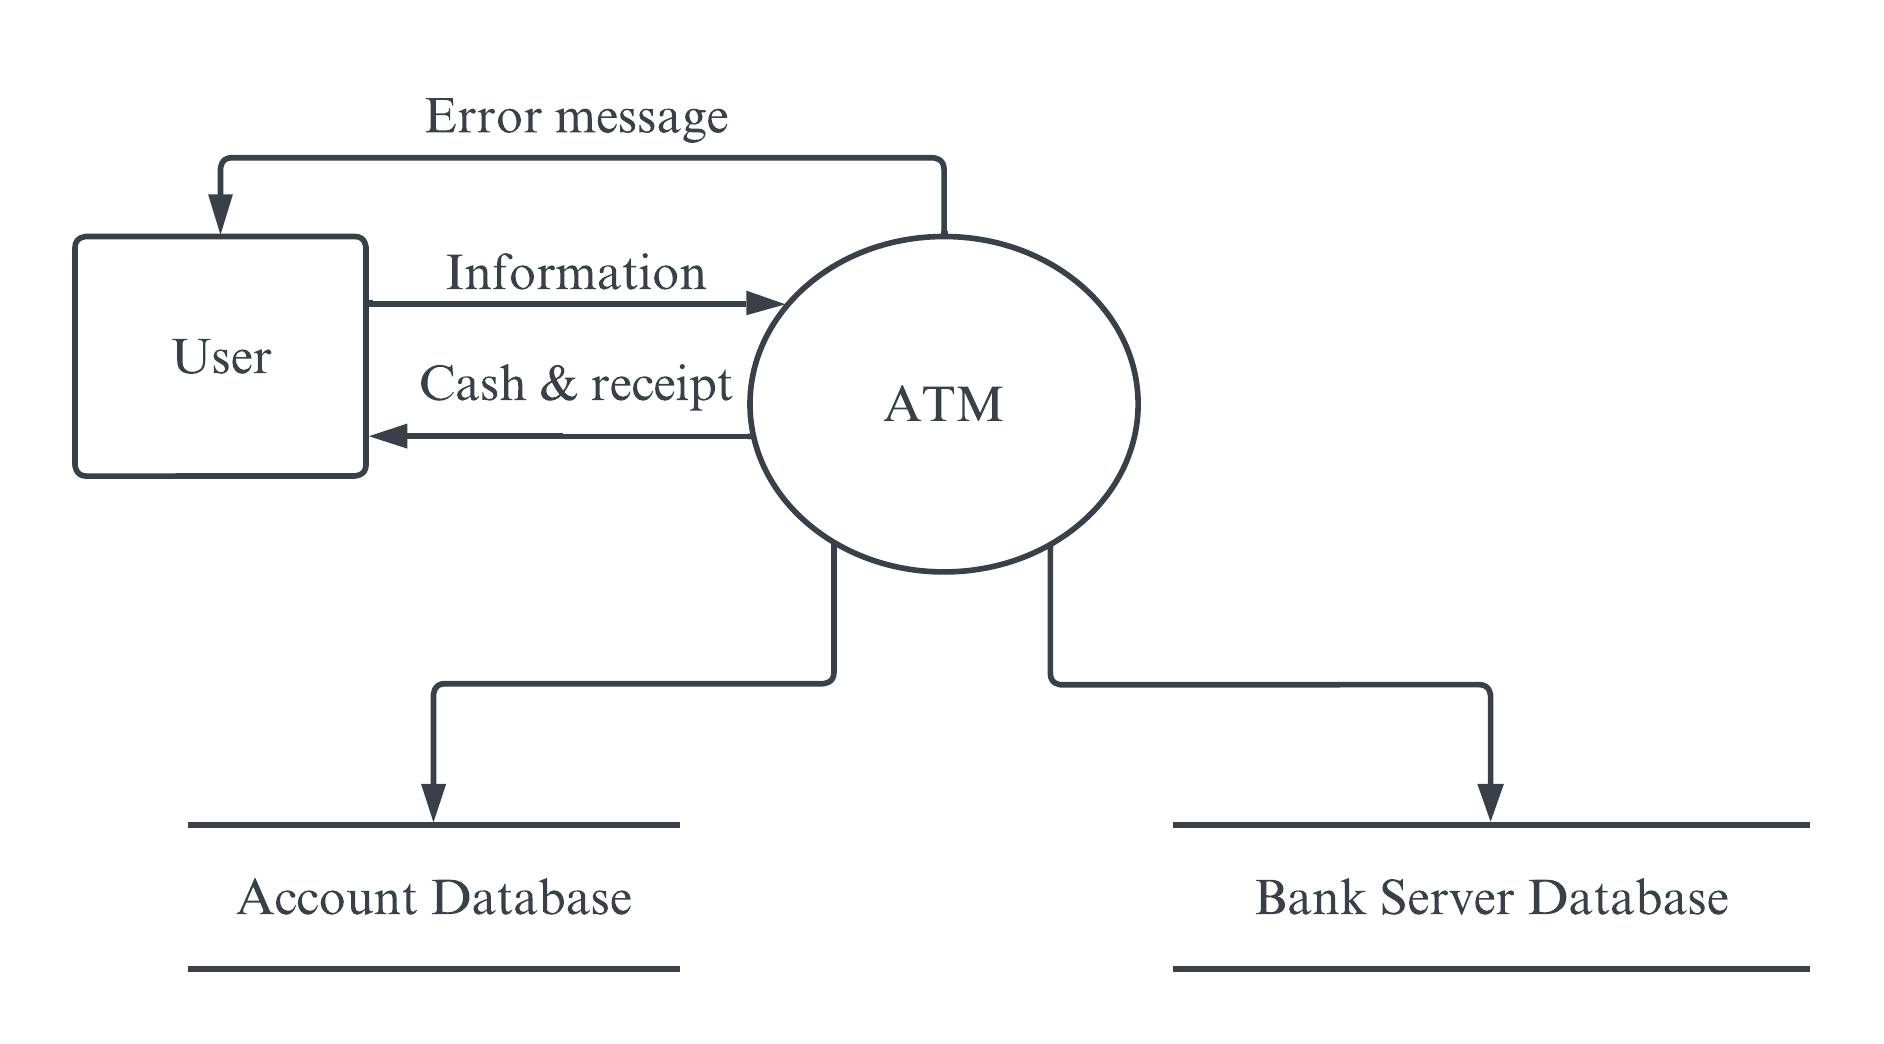 Error message
Information
User
Cash & receipt
ATM
Account Database
Bank Server Database